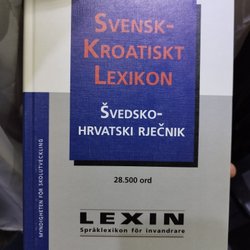 SVENSK-
KROATISKT
LEXIKON
ŠVEDSKO-
HRVATSKI RJEČNIK
28.500 ord
LEXIN
Språklexikon för invandrare
MYNDIGHETEN FÖR SKOLUTVECKLING